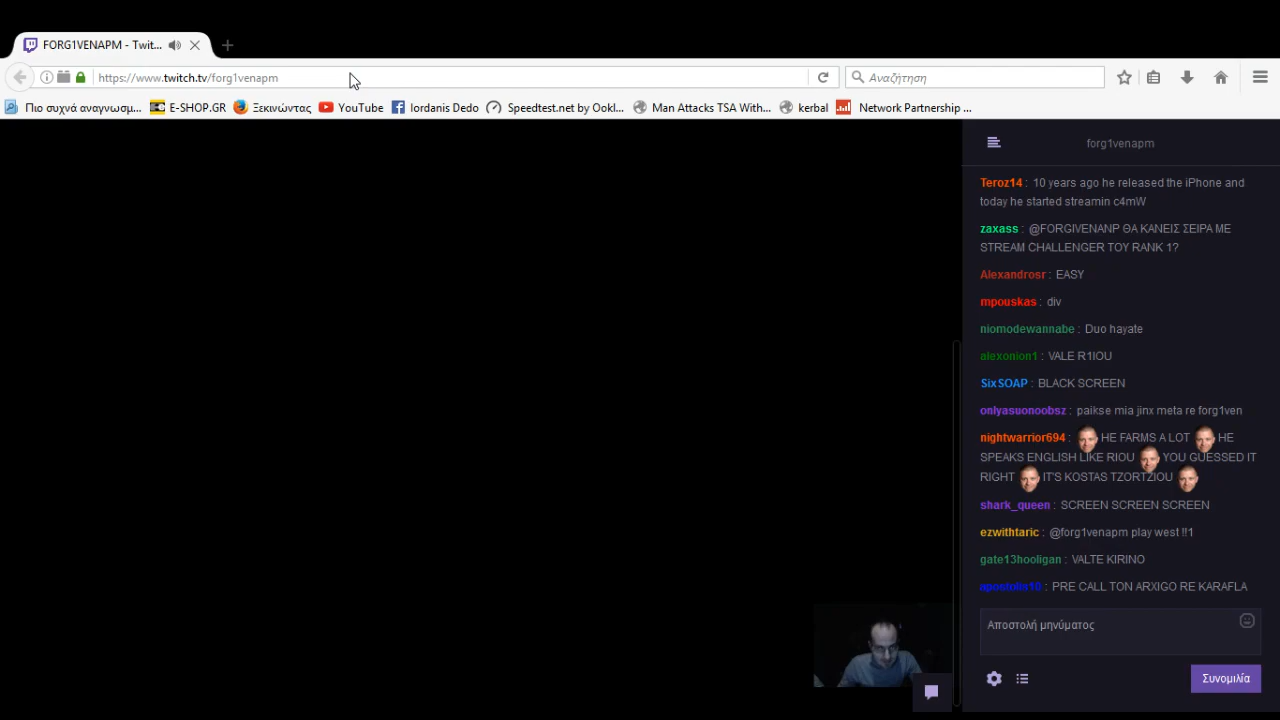 FORG1VENAPM - Twit...
https://www.twitch.tv/forg1venapm
Αναζήτηση
Πιο συχνά αναγνωσμ...
E-SHOP.GR
Ξεκινώντας
YouTube
Iordanis Dedo
Speedtest.net by Ookl...
Man Attacks TSA With...
kerbal
Network Partnership ...
forg1venapm
Teroz14 : 10 years ago he released the iPhone and
today he started streamin c4mW
zaxass : @FORGIVENANP ΘΑ ΚΑΝΕΙΣ ΣΕΙΡΑ ΜΕ
STREAM CHALLENGER TOY RANK 1?
Alexandrosr : EASY
mpouskas : div
niomodewannabe : Duo hayate
alexonion1 : VALE R1IOU
SixSOAP : BLACK SCREEN
onlyasuonoobsz : paikse mia jinx meta re forg1ven
nightwarrior694 : HE FARMS A LOT HE
SPEAKS ENGLISH LIKE RIOU YOU GUESSED IT
RIGHT IT'S KOSTAS TZORTZIOU
shark_queen : SCREEN SCREEN SCREEN
ezwithtaric : @forg1venapm play west !!1
gate13hooligan : VALTE KIRINO
apostolis10 : PRE CALL TON ARXIGO RE KARAFLA
Αποστολή μηνύματος
Συνομιλία